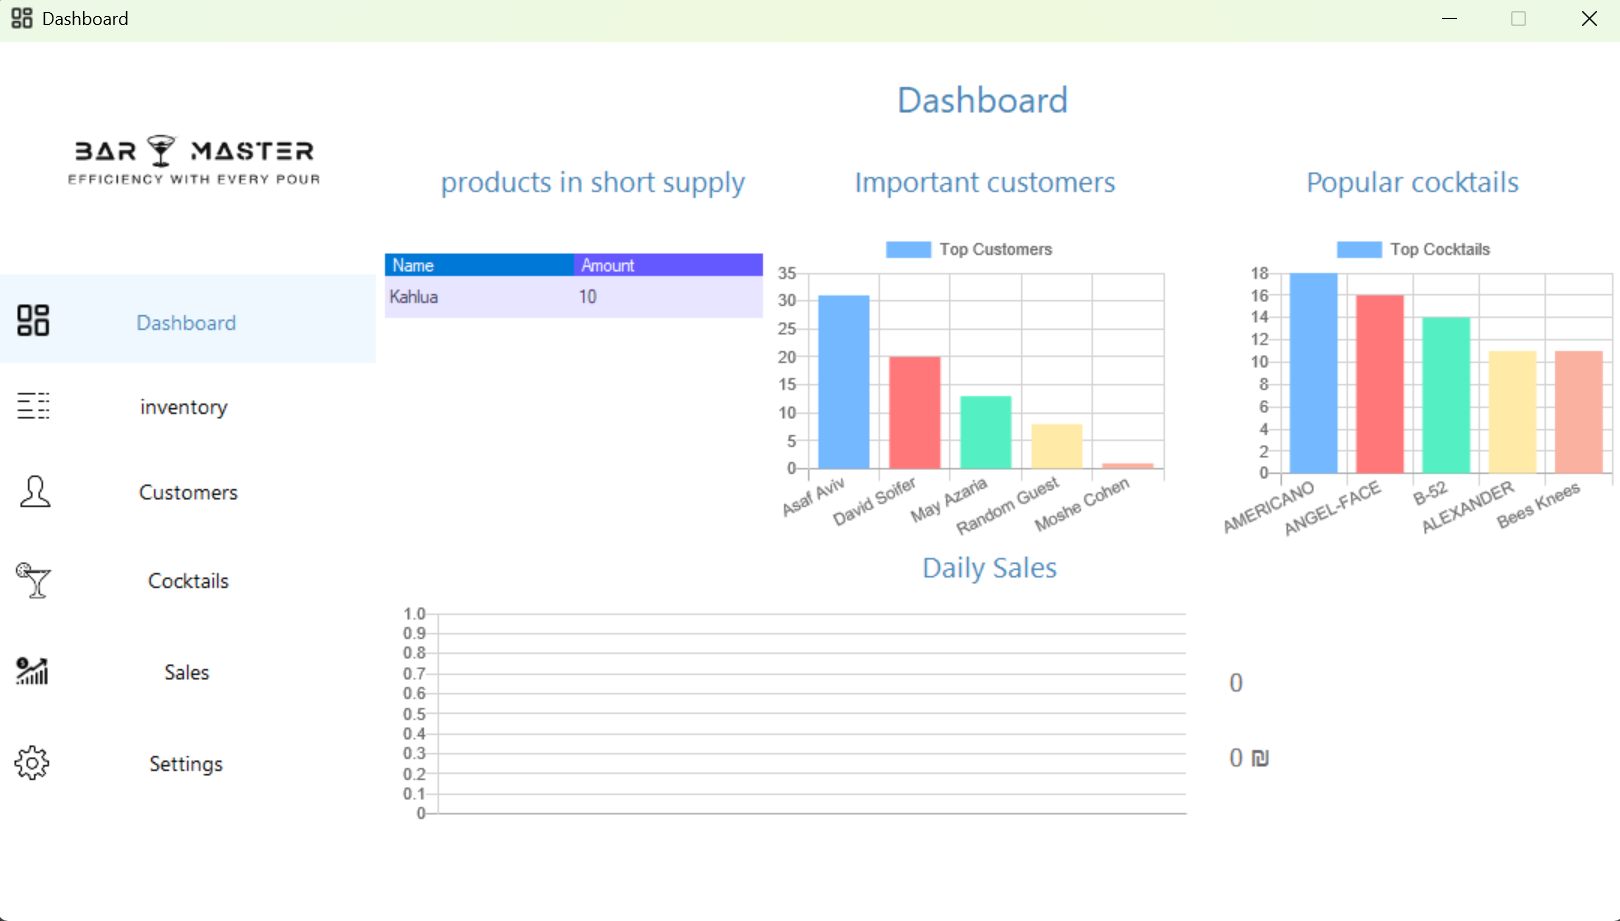 Dashboard
BAR MASTER
EFFICIENCY WITH EVERY POUR
Dashboard
inventory
Customers
Cocktails
Sales
Settings
Dashboard
products in short supply
Name Amount
Kahlua 10
Important customers
Top Customers
35
30
25
20
15
10
5
0
Asaf Aviv
David Soifer
May Azaria
Random Guest
Moshe Cohen
Popular cocktails
Top Cocktails
18
16
14
12
10
8
6
4
2
0
AMERICANO
ANGEL-FACE
B-52
ALEXANDER
Bees Knees
Daily Sales
1.0
0.9
0.8
0.7
0.6
0.5
0.4
0.3
0.2
0.1
0
0
0 ₪